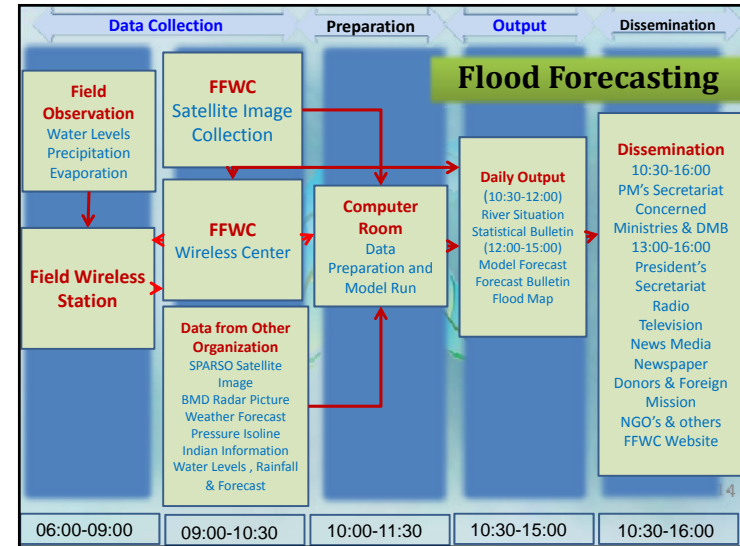 Data Collection
Preparation
Output
Dissemination
Flood Forecasting
Field
Observation
Water Levels
Precipitation
Evaporation
Field Wireless
Station
FFWC
Satellite Image
Collection
FFWC
Wireless Center
Data from Other
Organization
SPARSO Satellite
Image
BMD Radar Picture
Weather Forecast
Pressure Isoline
Indian Information
Water Levels , Rainfall
& Forecast
Computer
Room
Data
Preparation and
Model Run
Daily Output
(10:30-12:00)
River Situation
Statistical Bulletin
(12:00-15:00)
Model Forecast
Forecast Bulletin
Flood Map
Dissemination
10:30-16:00
PM's Secretariat
Concerned
Ministries & DMB
13:00-16:00
President's
Secretariat
Radio
Television
News Media
Newspaper
Donors & Foreign
Mission
NGO's & others
FFWC Website
14
06:00-09:00
09:00-10:30
10:00-11:30
10:30-15:00
10:30-16:00